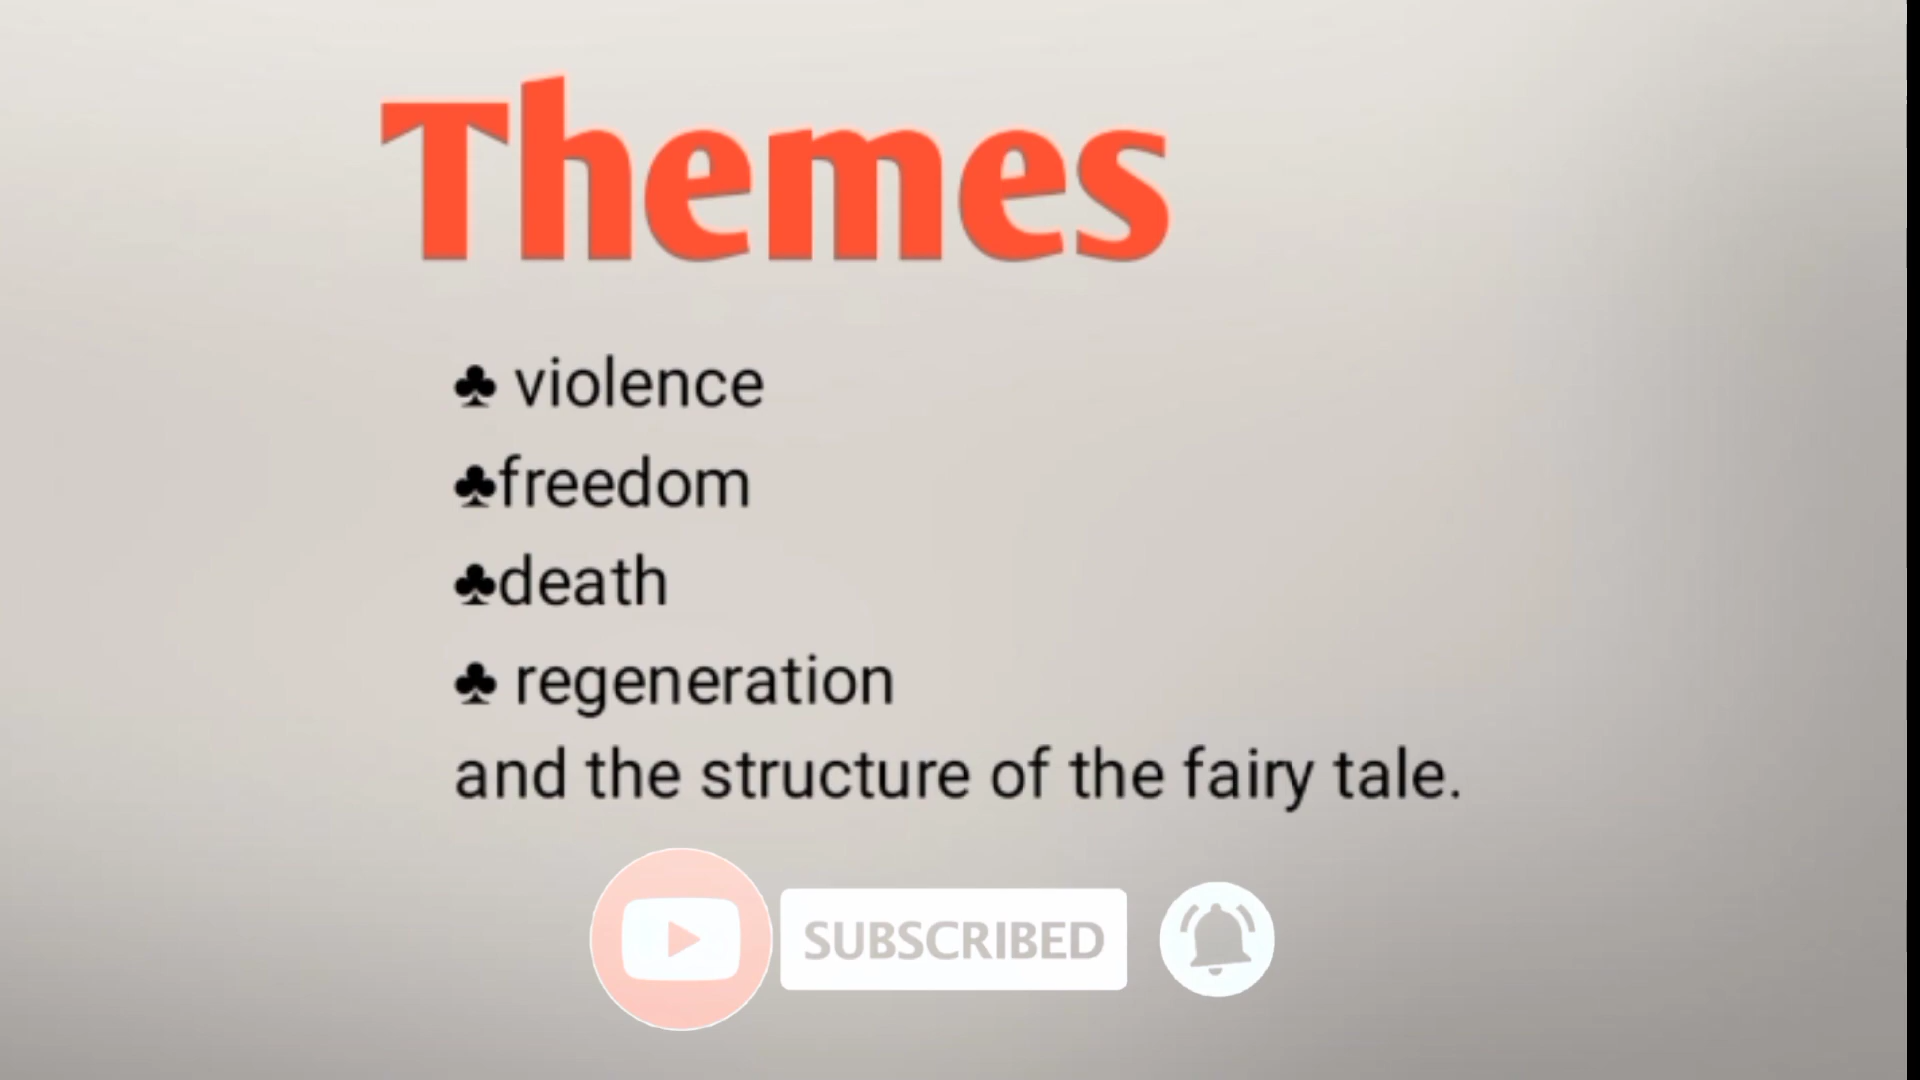 Themes
♣ violence
♣freedom
♣death
♣ regeneration
and the structure of the fairy tale.
SUBSCRIBED